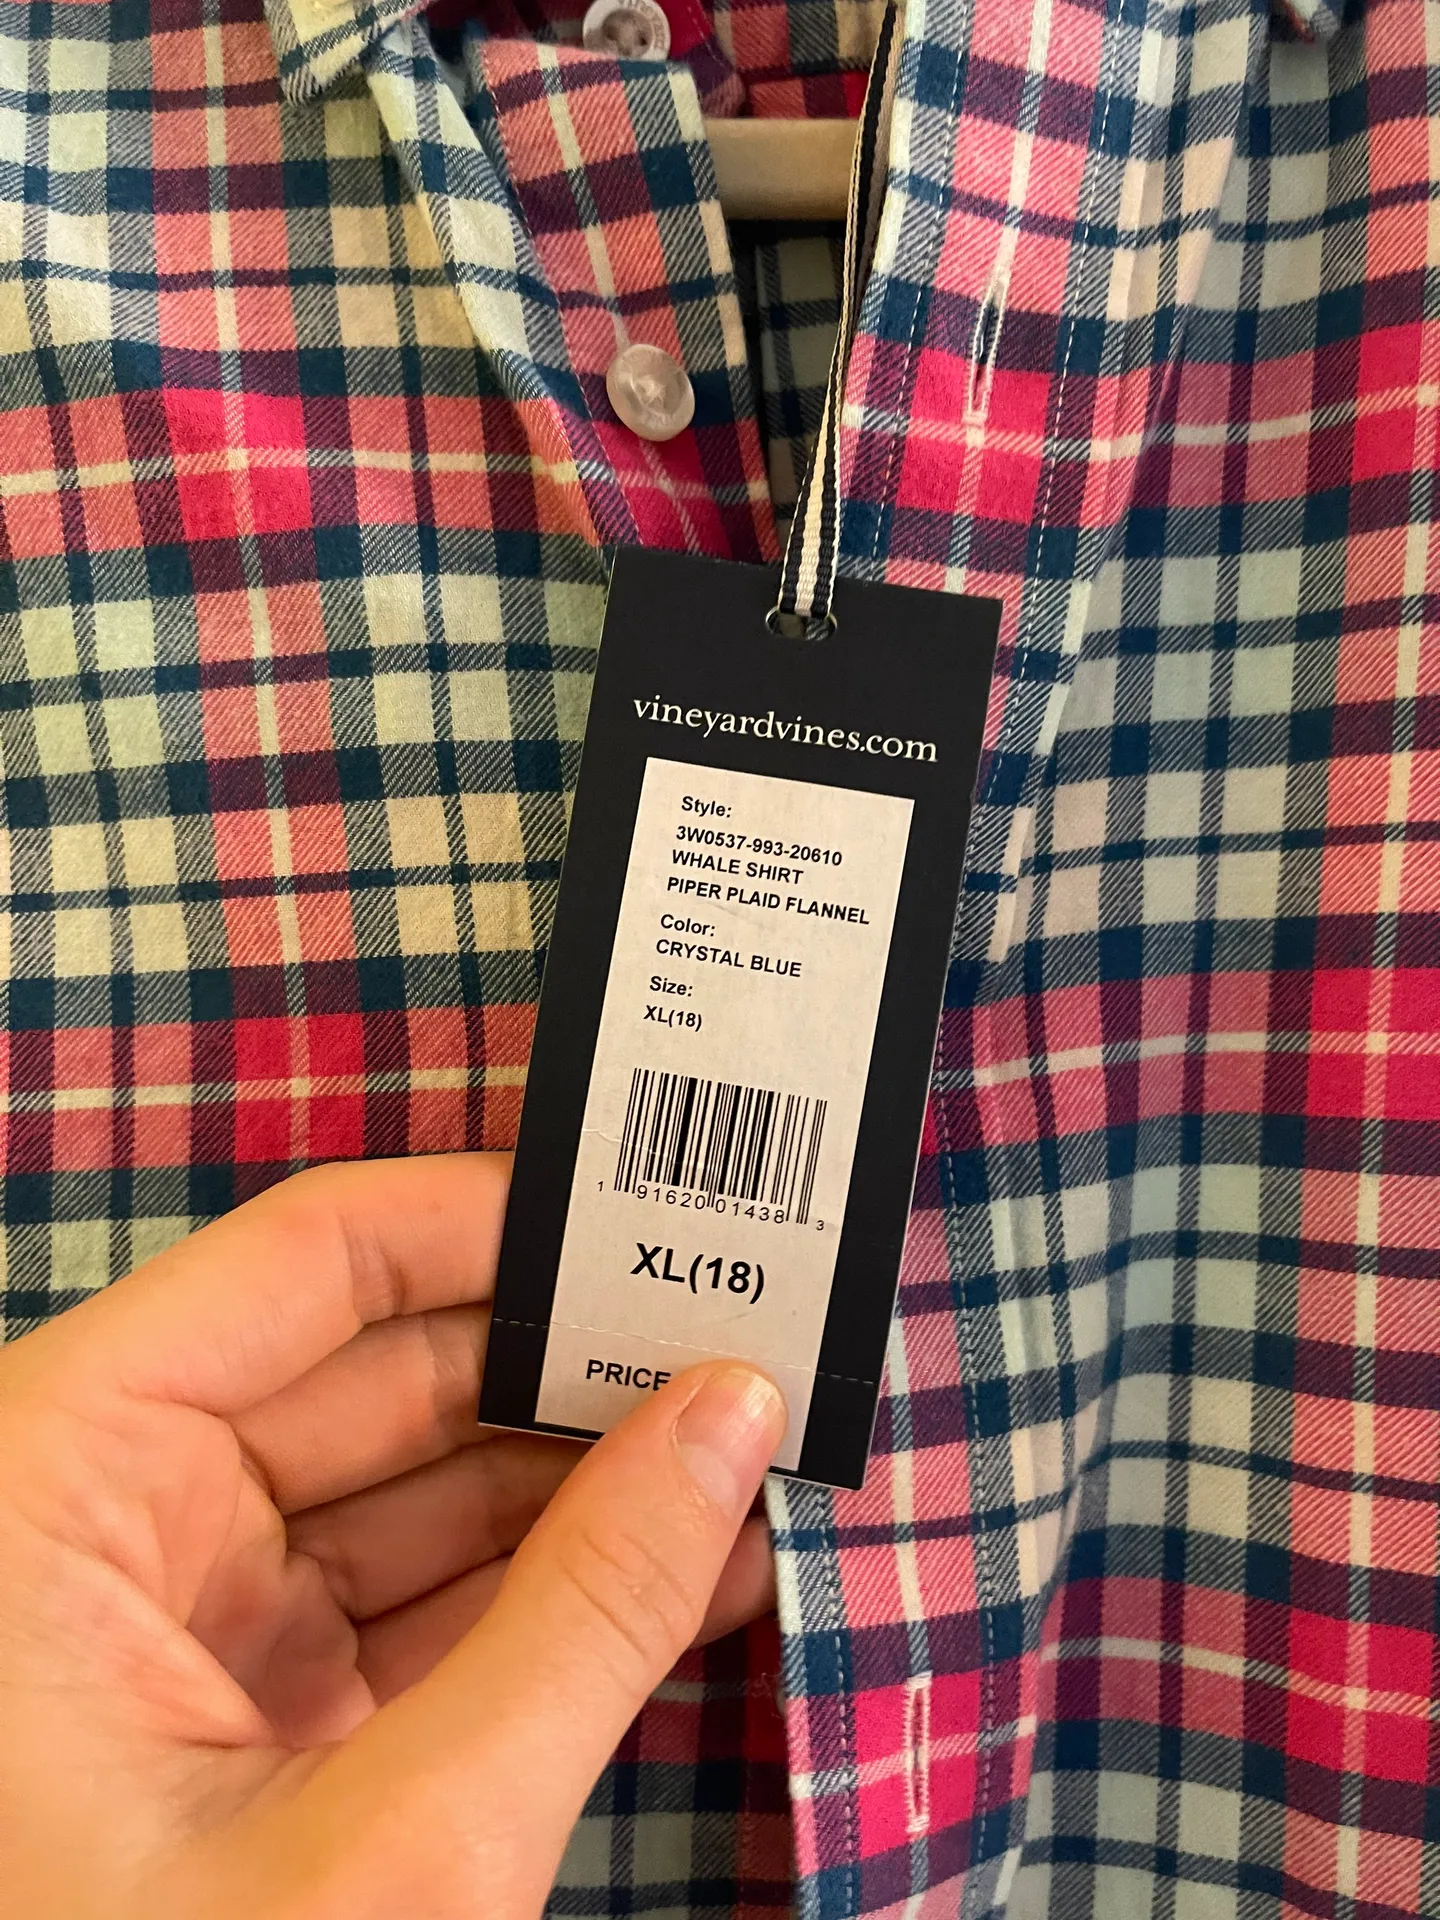 vineyardvines.com
Style:
3W0537-993-20610
WHALE SHIRT
PIPER PLAID FLANNEL
Color:
CRYSTAL BLUE
Size:
XL(18)
1 91620 01438 3
XL(18)
PRICE